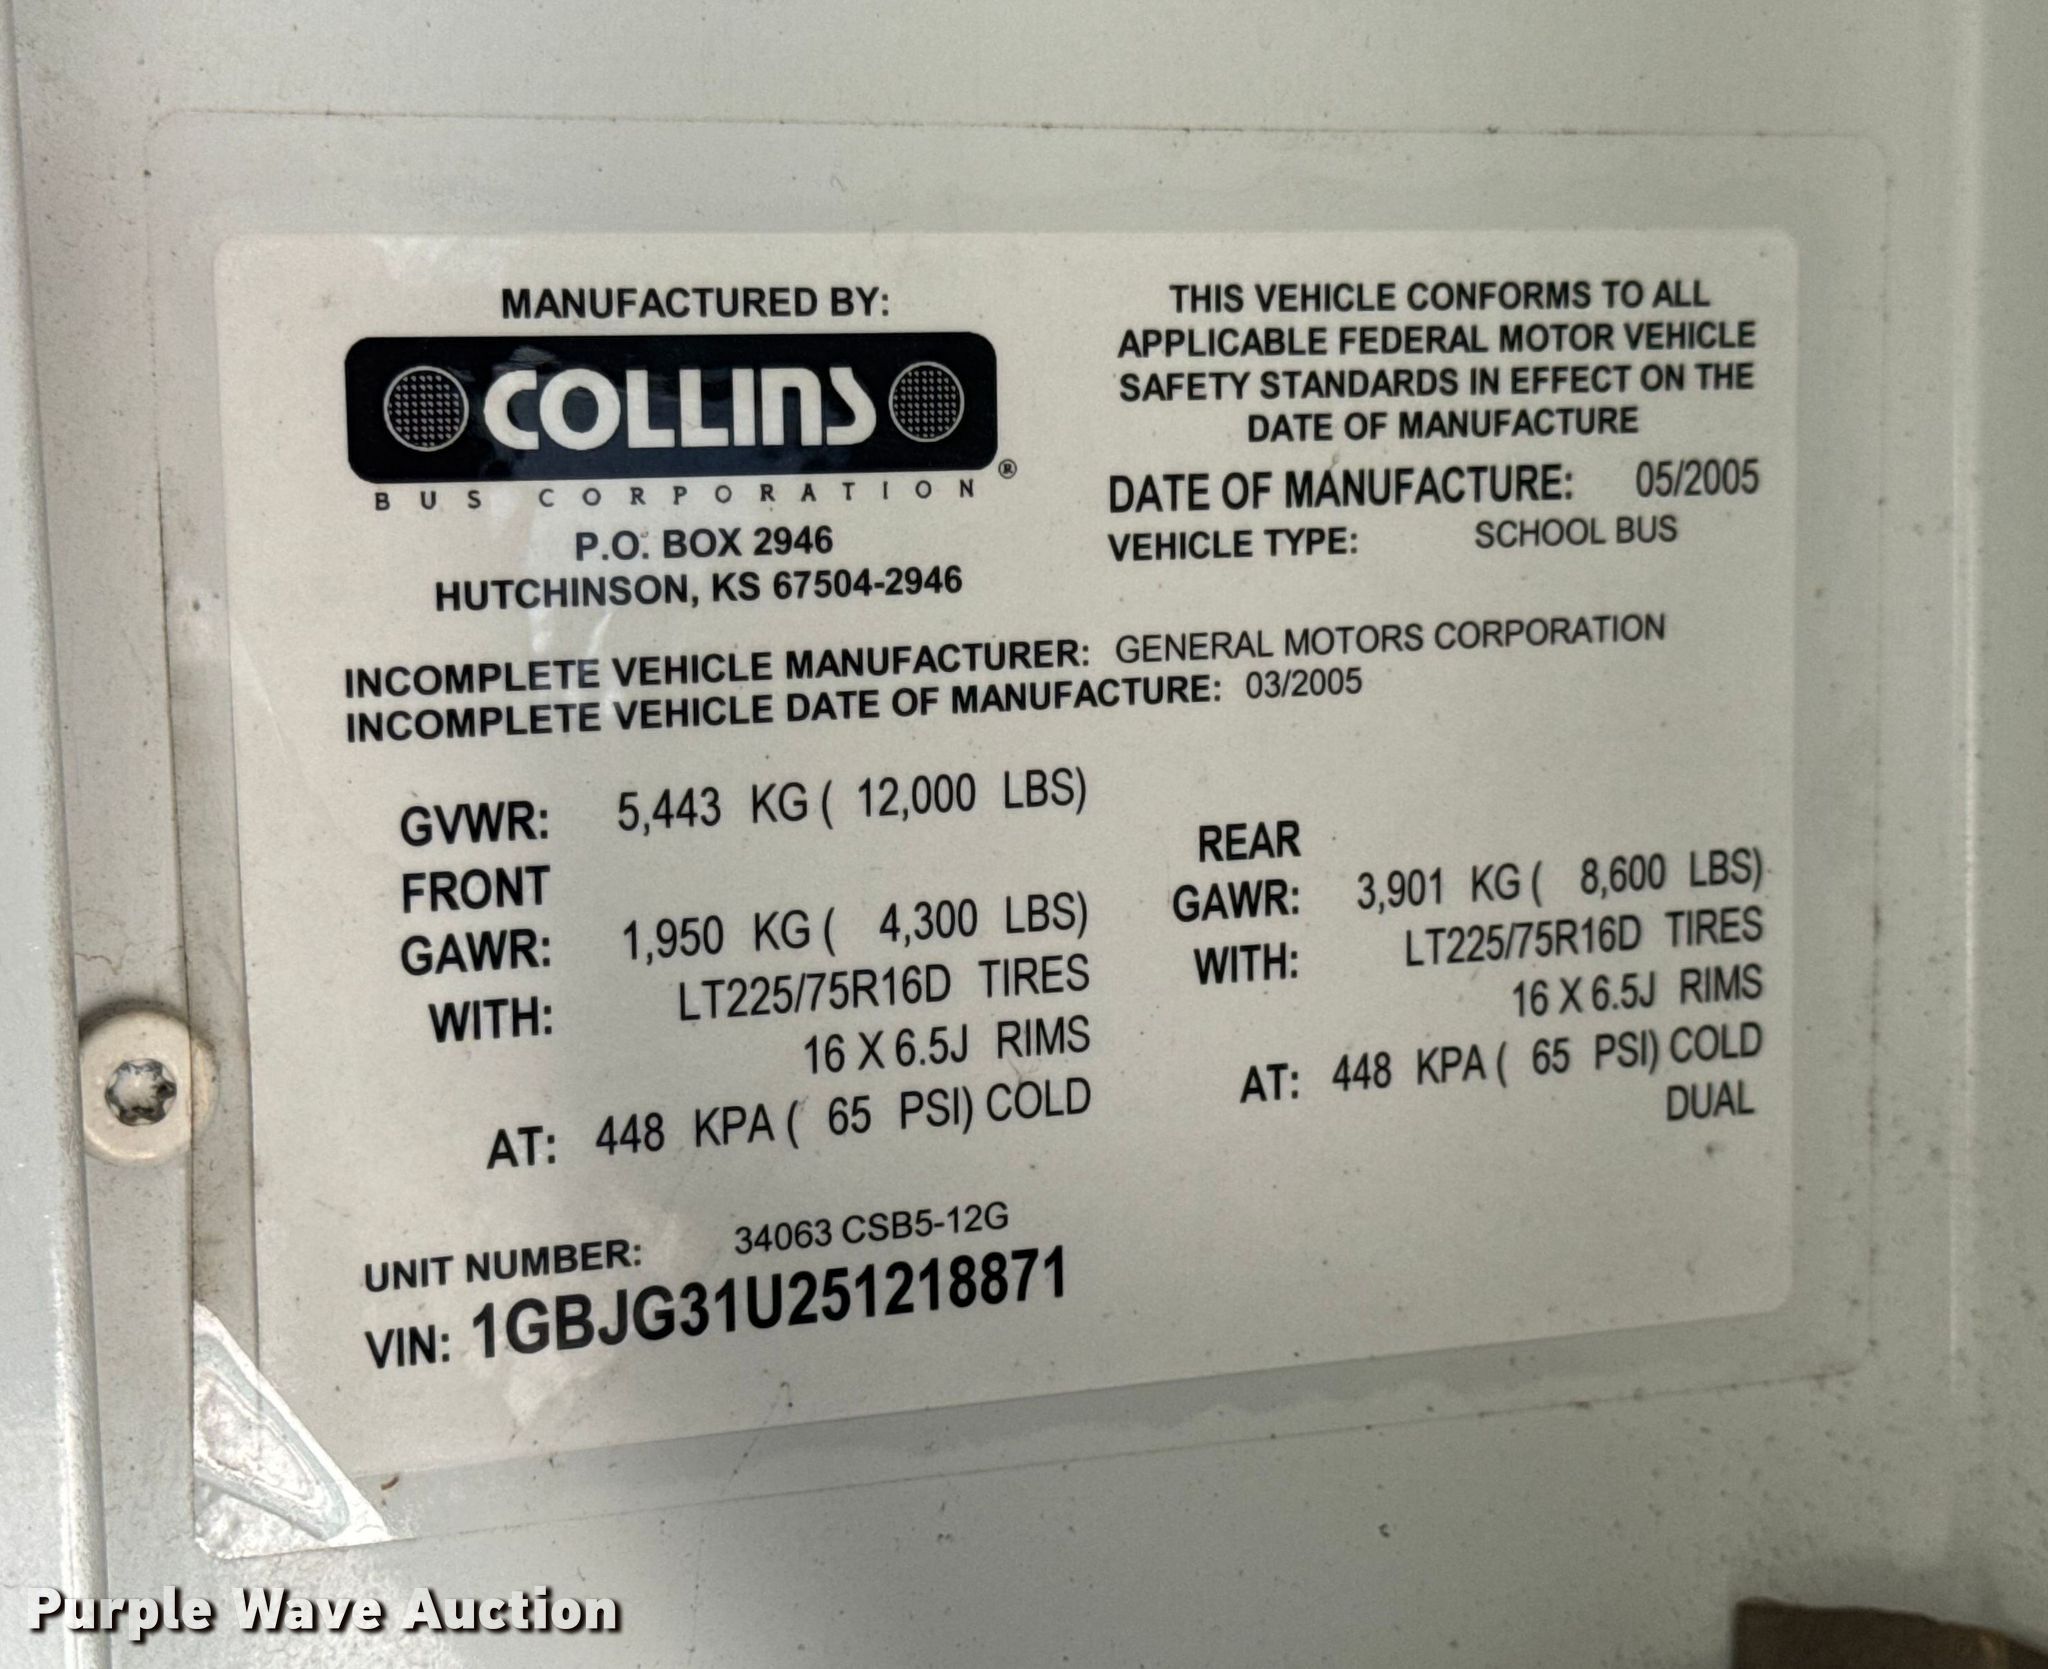 MANUFACTURED BY:
COLLINS
BUS CORPORATION ®
P.O. BOX 2946
HUTCHINSON, KS 67504-2946
THIS VEHICLE CONFORMS TO ALL
APPLICABLE FEDERAL MOTOR VEHICLE
SAFETY STANDARDS IN EFFECT ON THE
DATE OF MANUFACTURE
DATE OF MANUFACTURE: 05/2005
VEHICLE TYPE: SCHOOL BUS
INCOMPLETE VEHICLE MANUFACTURER: GENERAL MOTORS CORPORATION
INCOMPLETE VEHICLE DATE OF MANUFACTURE: 03/2005
GVWR: 5,443 KG ( 12,000 LBS)
FRONT
GAWR: 1,950 KG ( 4,300 LBS)
WITH: LT225/75R16D TIRES
16 X 6.5J RIMS
AT: 448 KPA ( 65 PSI) COLD
REAR
GAWR: 3,901 KG ( 8,600 LBS)
WITH: LT225/75R16D TIRES
16 X 6.5J RIMS
AT: 448 KPA ( 65 PSI) COLD
DUAL
UNIT NUMBER: 34063 CSB5-12G
VIN: 1GBJG31U251218871
Purple Wave Auction